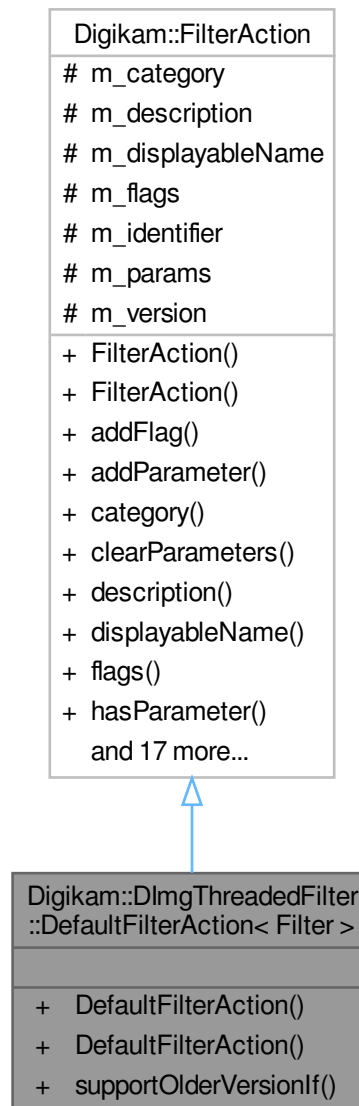 Digikam::FilterAction
# m_category
# m_description
# m_displayableName
# m_flags
# m_identifier
# m_params
# m_version
+ FilterAction()
+ FilterAction()
+ addFlag()
+ addParameter()
+ category()
+ clearParameters()
+ description()
+ displayableName()
+ flags()
+ hasParameter()
and 17 more...
Digikam::DImgThreadedFilter
::DefaultFilterAction< Filter >
+ DefaultFilterAction()
+ DefaultFilterAction()
+ supportOlderVersionIf()